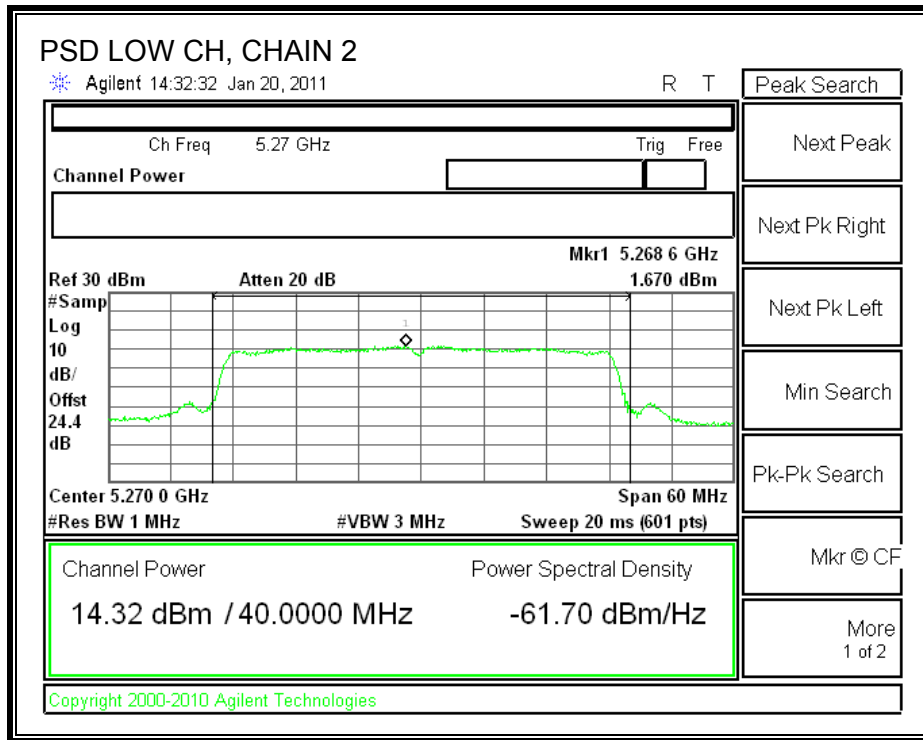 PSD LOW CH, CHAIN 2
Agilent 14:32:32 Jan 20, 2011 R T
Peak Search
Ch Freq 5.27 GHz Trig Free
Next Peak
Channel Power
Next Pk Right
Mkr1 5.268 6 GHz
Ref 30 dBm Atten 20 dB 1.670 dBm
#Samp
Log
10
dB/
Offst
24.4
dB
1
Next Pk Left
Min Search
Pk-Pk Search
Center 5.270 0 GHz Span 60 MHz
#Res BW 1 MHz #VBW 3 MHz Sweep 20 ms (601 pts)
Mkr © CF
Channel Power Power Spectral Density
14.32 dBm / 40.0000 MHz -61.70 dBm/Hz
More
1 of 2
Copyright 2000-2010 Agilent Technologies